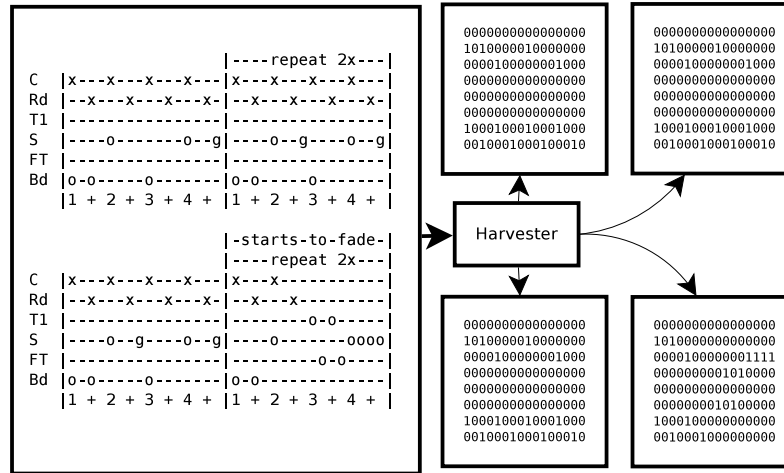 |----repeat 2x---|
C |x---x---x---x---|x---x---x---x---|
Rd |--x---x---x---x-|--x---x---x---x-|
T1 |----------------|----------------|
S |----o-------o--g|----o--g----o--g|
FT |----------------|----------------|
Bd |o-o-----o-------|o-o-----o-------|
|1 + 2 + 3 + 4 + |1 + 2 + 3 + 4 + |
|-starts-to-fade-|
|----repeat 2x---|
C |x---x---x---x---|x---x-----------|
Rd |--x---x---x---x-|--x---x---------|
T1 |----------------|--------o-o-----|
S |----o--g----o--g|----o-------oooo|
FT |----------------|---------o-o----|
Bd |o-o-----o-------|o-o-------------|
|1 + 2 + 3 + 4 + |1 + 2 + 3 + 4 + |
Harvester
0000000000000000
1010000010000000
0000100000001000
0000000000000000
0000000000000000
0000000000000000
1000100010001000
0010001000100010
0000000000000000
1010000010000000
0000100000001000
0000000000000000
0000000000000000
0000000000000000
1000100010001000
0010001000100010
0000000000000000
1010000010000000
0000100000001000
0000000000000000
0000000000000000
0000000000000000
1000100010001000
0010001000100010
0000000000000000
1010000000000000
0000100000001111
0000000001010000
0000000000000000
0000000010100000
1000100000000000
0010001000000000